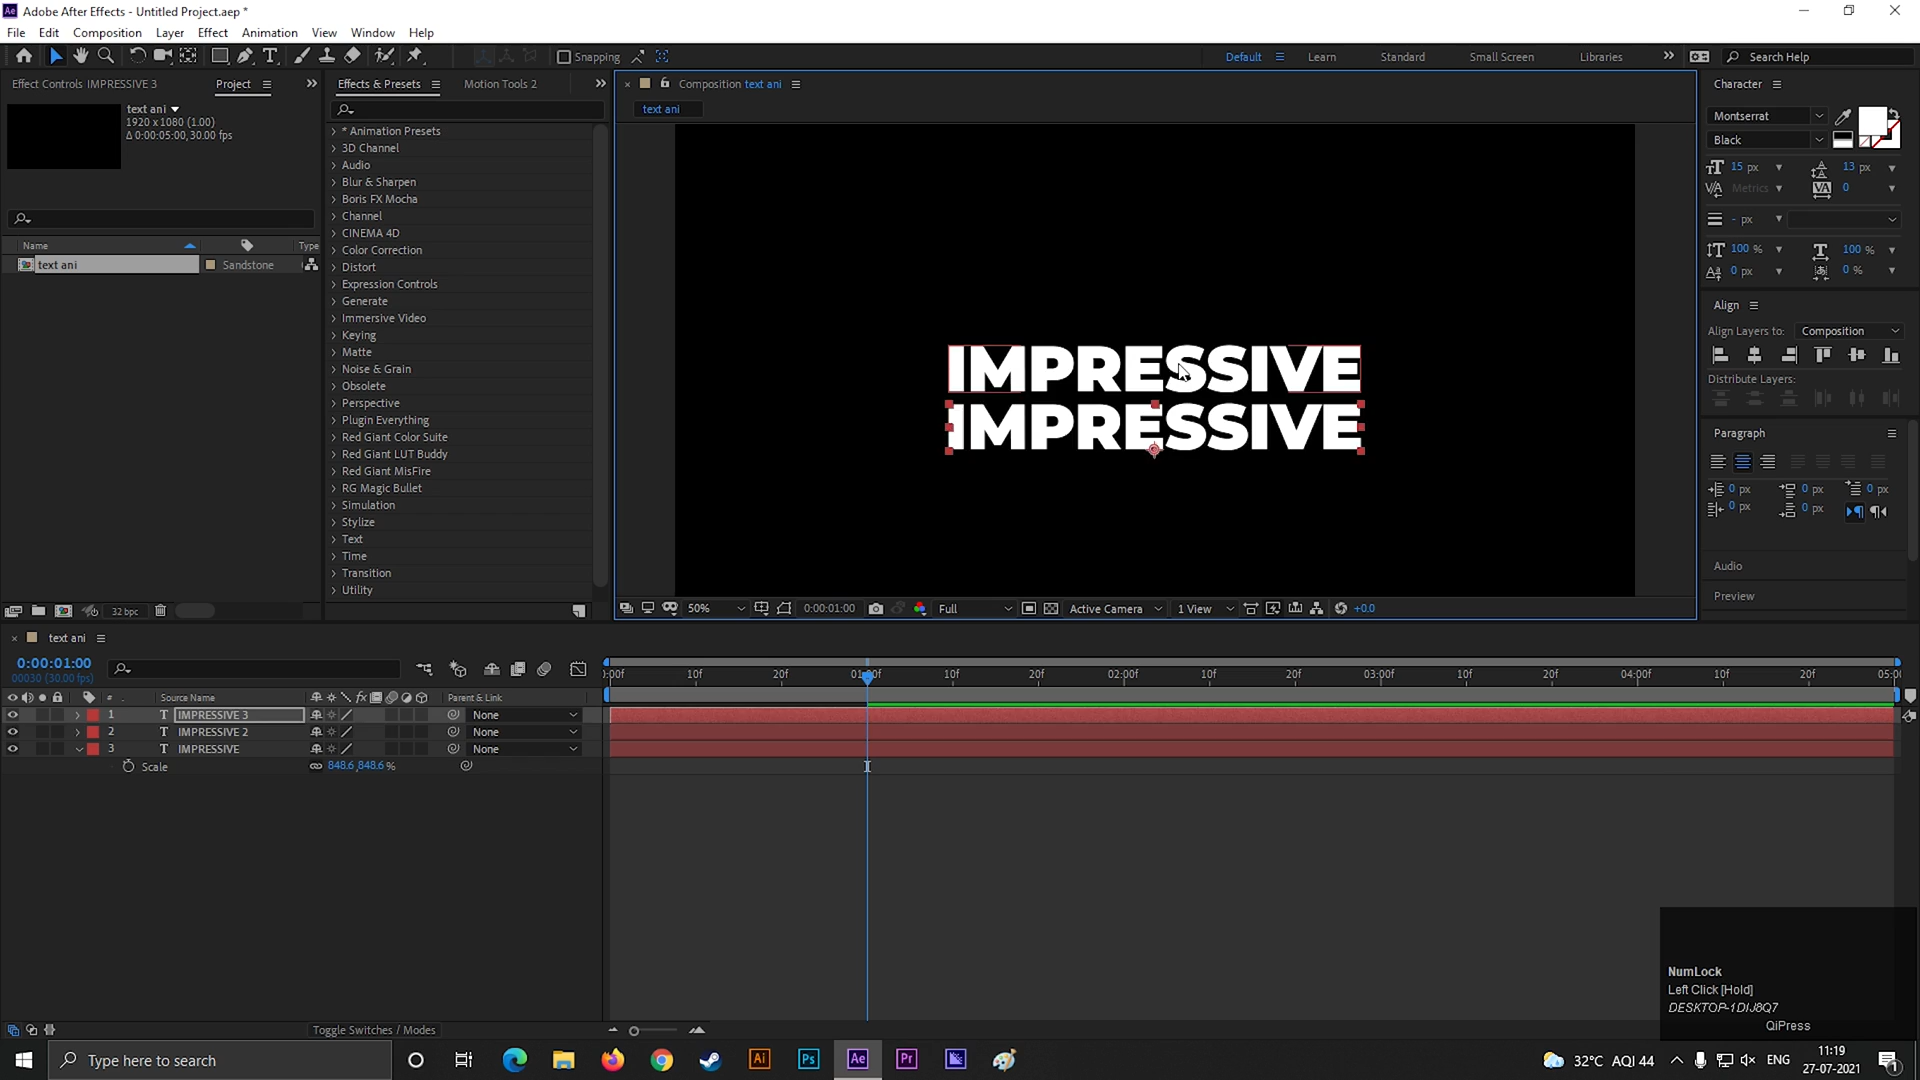 Adobe After Effects - Untitled Project.aep *
File Edit Composition Layer Effect Animation View Window Help
Snapping
Default Learn Standard Small Screen Libraries Search Help
Effect Controls IMPRESSIVE 3 Project
text ani
1920 x 1080 (1.00)
Δ 0:00:05:00, 30.00 fps
Name Type
text ani Sandstone
32 bpc
Effects & Presets Motion Tools 2
* Animation Presets
3D Channel
Audio
Blur & Sharpen
Boris FX Mocha
Channel
CINEMA 4D
Color Correction
Distort
Expression Controls
Generate
Immersive Video
Keying
Matte
Noise & Grain
Obsolete
Perspective
Plugin Everything
Red Giant Color Suite
Red Giant LUT Buddy
Red Giant MisFire
RG Magic Bullet
Simulation
Stylize
Text
Time
Transition
Utility
Composition text ani
text ani
IMPRESSIVE
IMPRESSIVE
50% 0:00:01:00 Full Active Camera 1 View +0.0
Character
Montserrat
Black
15 px 13 px
Metrics 0
- px
100 % 100 %
0 px 0 %
Align
Align Layers to: Composition
Distribute Layers:
Paragraph
0 px 0 px 0 px
0 px 0 px
Audio
Preview
text ani
0:00:01:00
00030 (30.00 fps)
:00f 10f 20f 01:00f 10f 20f 02:00f 10f 20f 03:00f 10f 20f 04:00f 10f 20f 05:00
# Source Name Parent & Link
1 T IMPRESSIVE 3 None
2 T IMPRESSIVE 2 None
3 T IMPRESSIVE None
Scale 848.6,848.6 %
Toggle Switches / Modes
NumLock
Left Click [Hold]
DESKTOP-1DIJ8Q7
QiPress
Type here to search
32°C AQI 44 ENG
11:19
27-07-2021
1